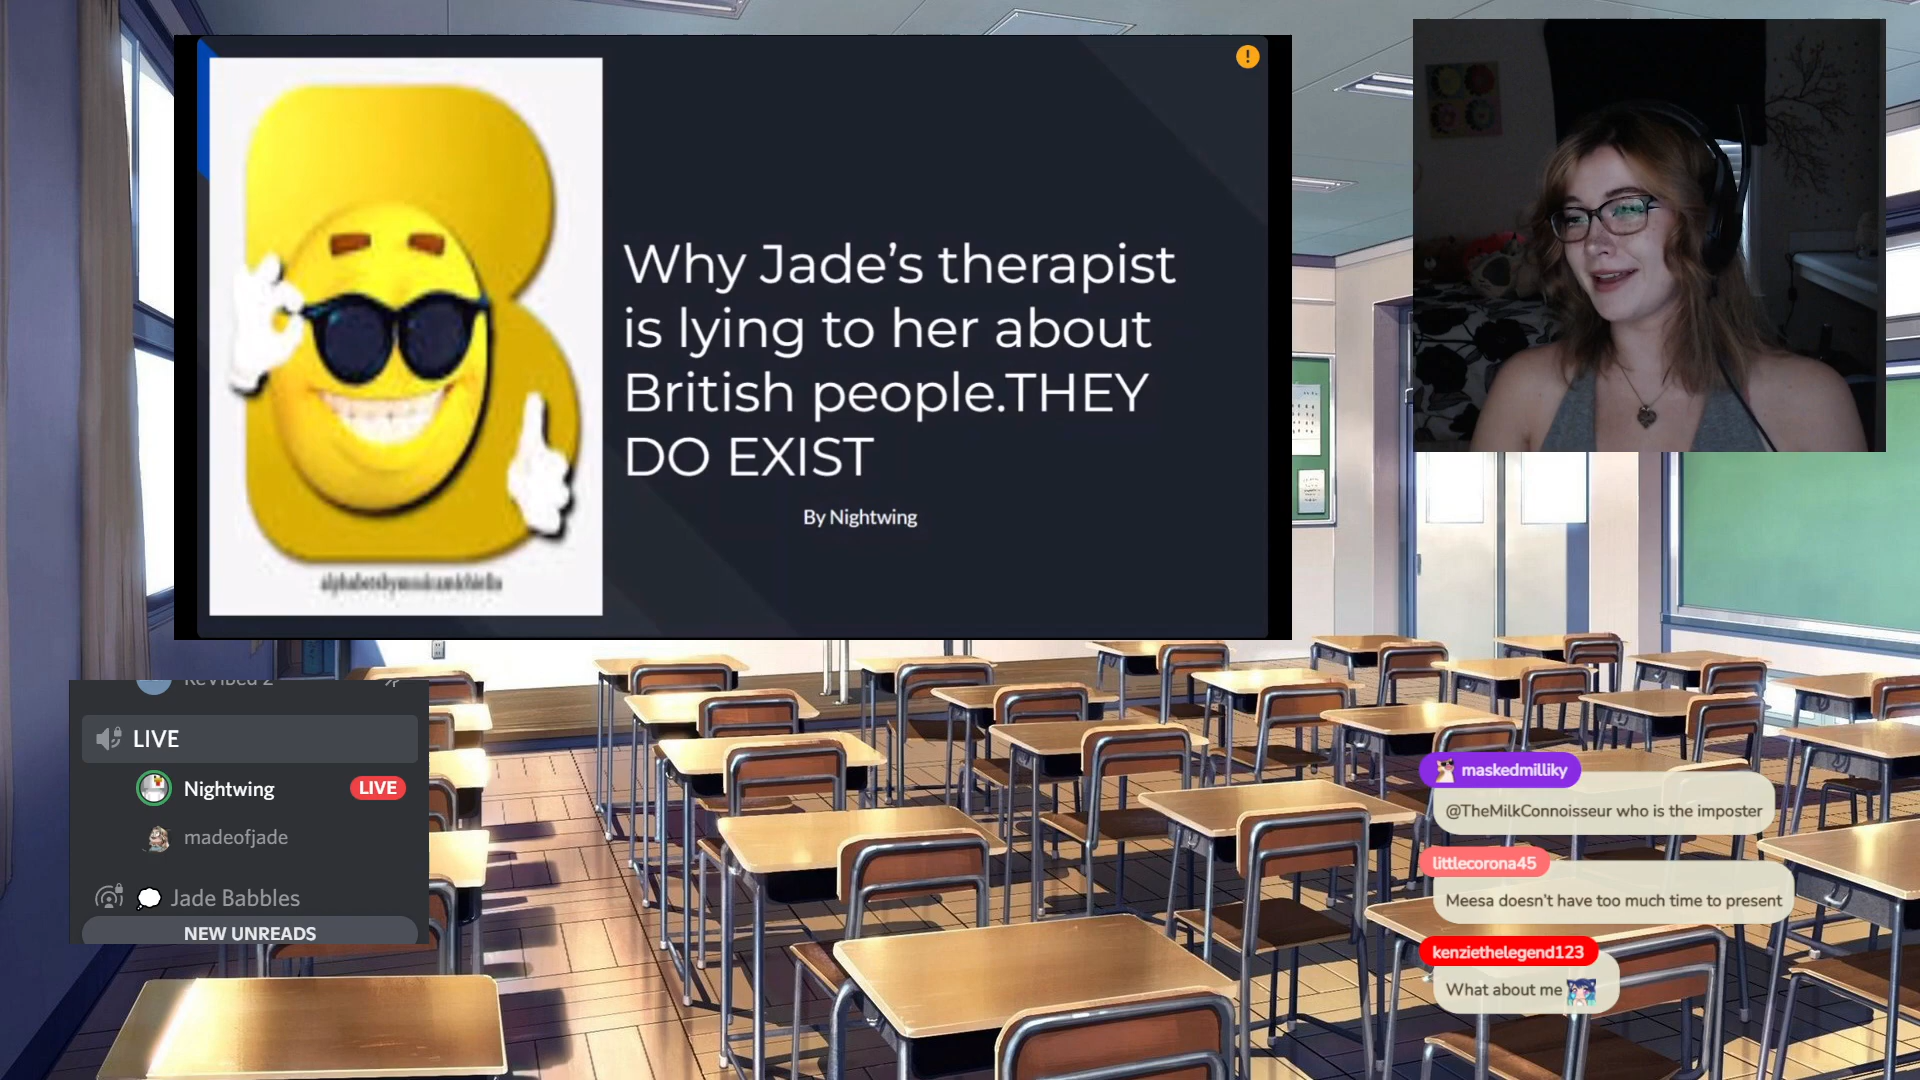 Why Jade's therapist
is lying to her about
British people.THEY
DO EXIST
By Nightwing
LIVE
Nightwing
LIVE
madeofjade
Jade Babbles
NEW UNREADS
maskedmilliky
@TheMilkConnoisseur who is the imposter
littlecorona45
Meesa doesn't have too much time to present
kenziethelegend123
What about me